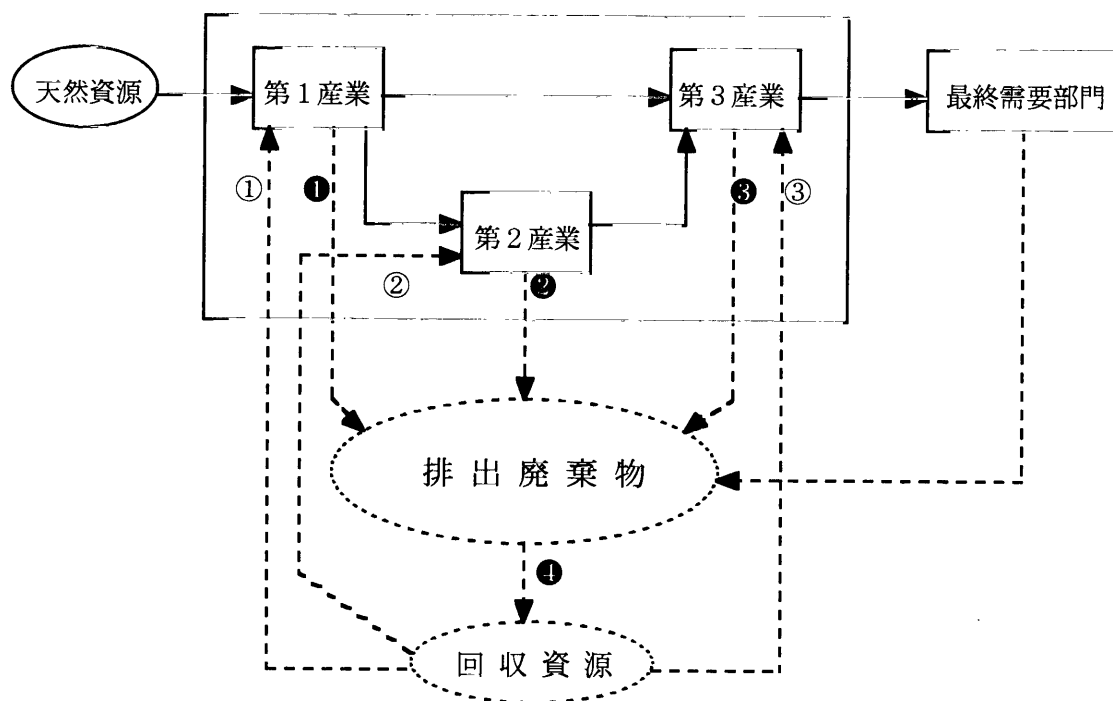 天然資源
第1産業
第3産業
最終需要部門
①
❶
❸
③
第2産業
②
❷
排出廃棄物
❹
回収資源